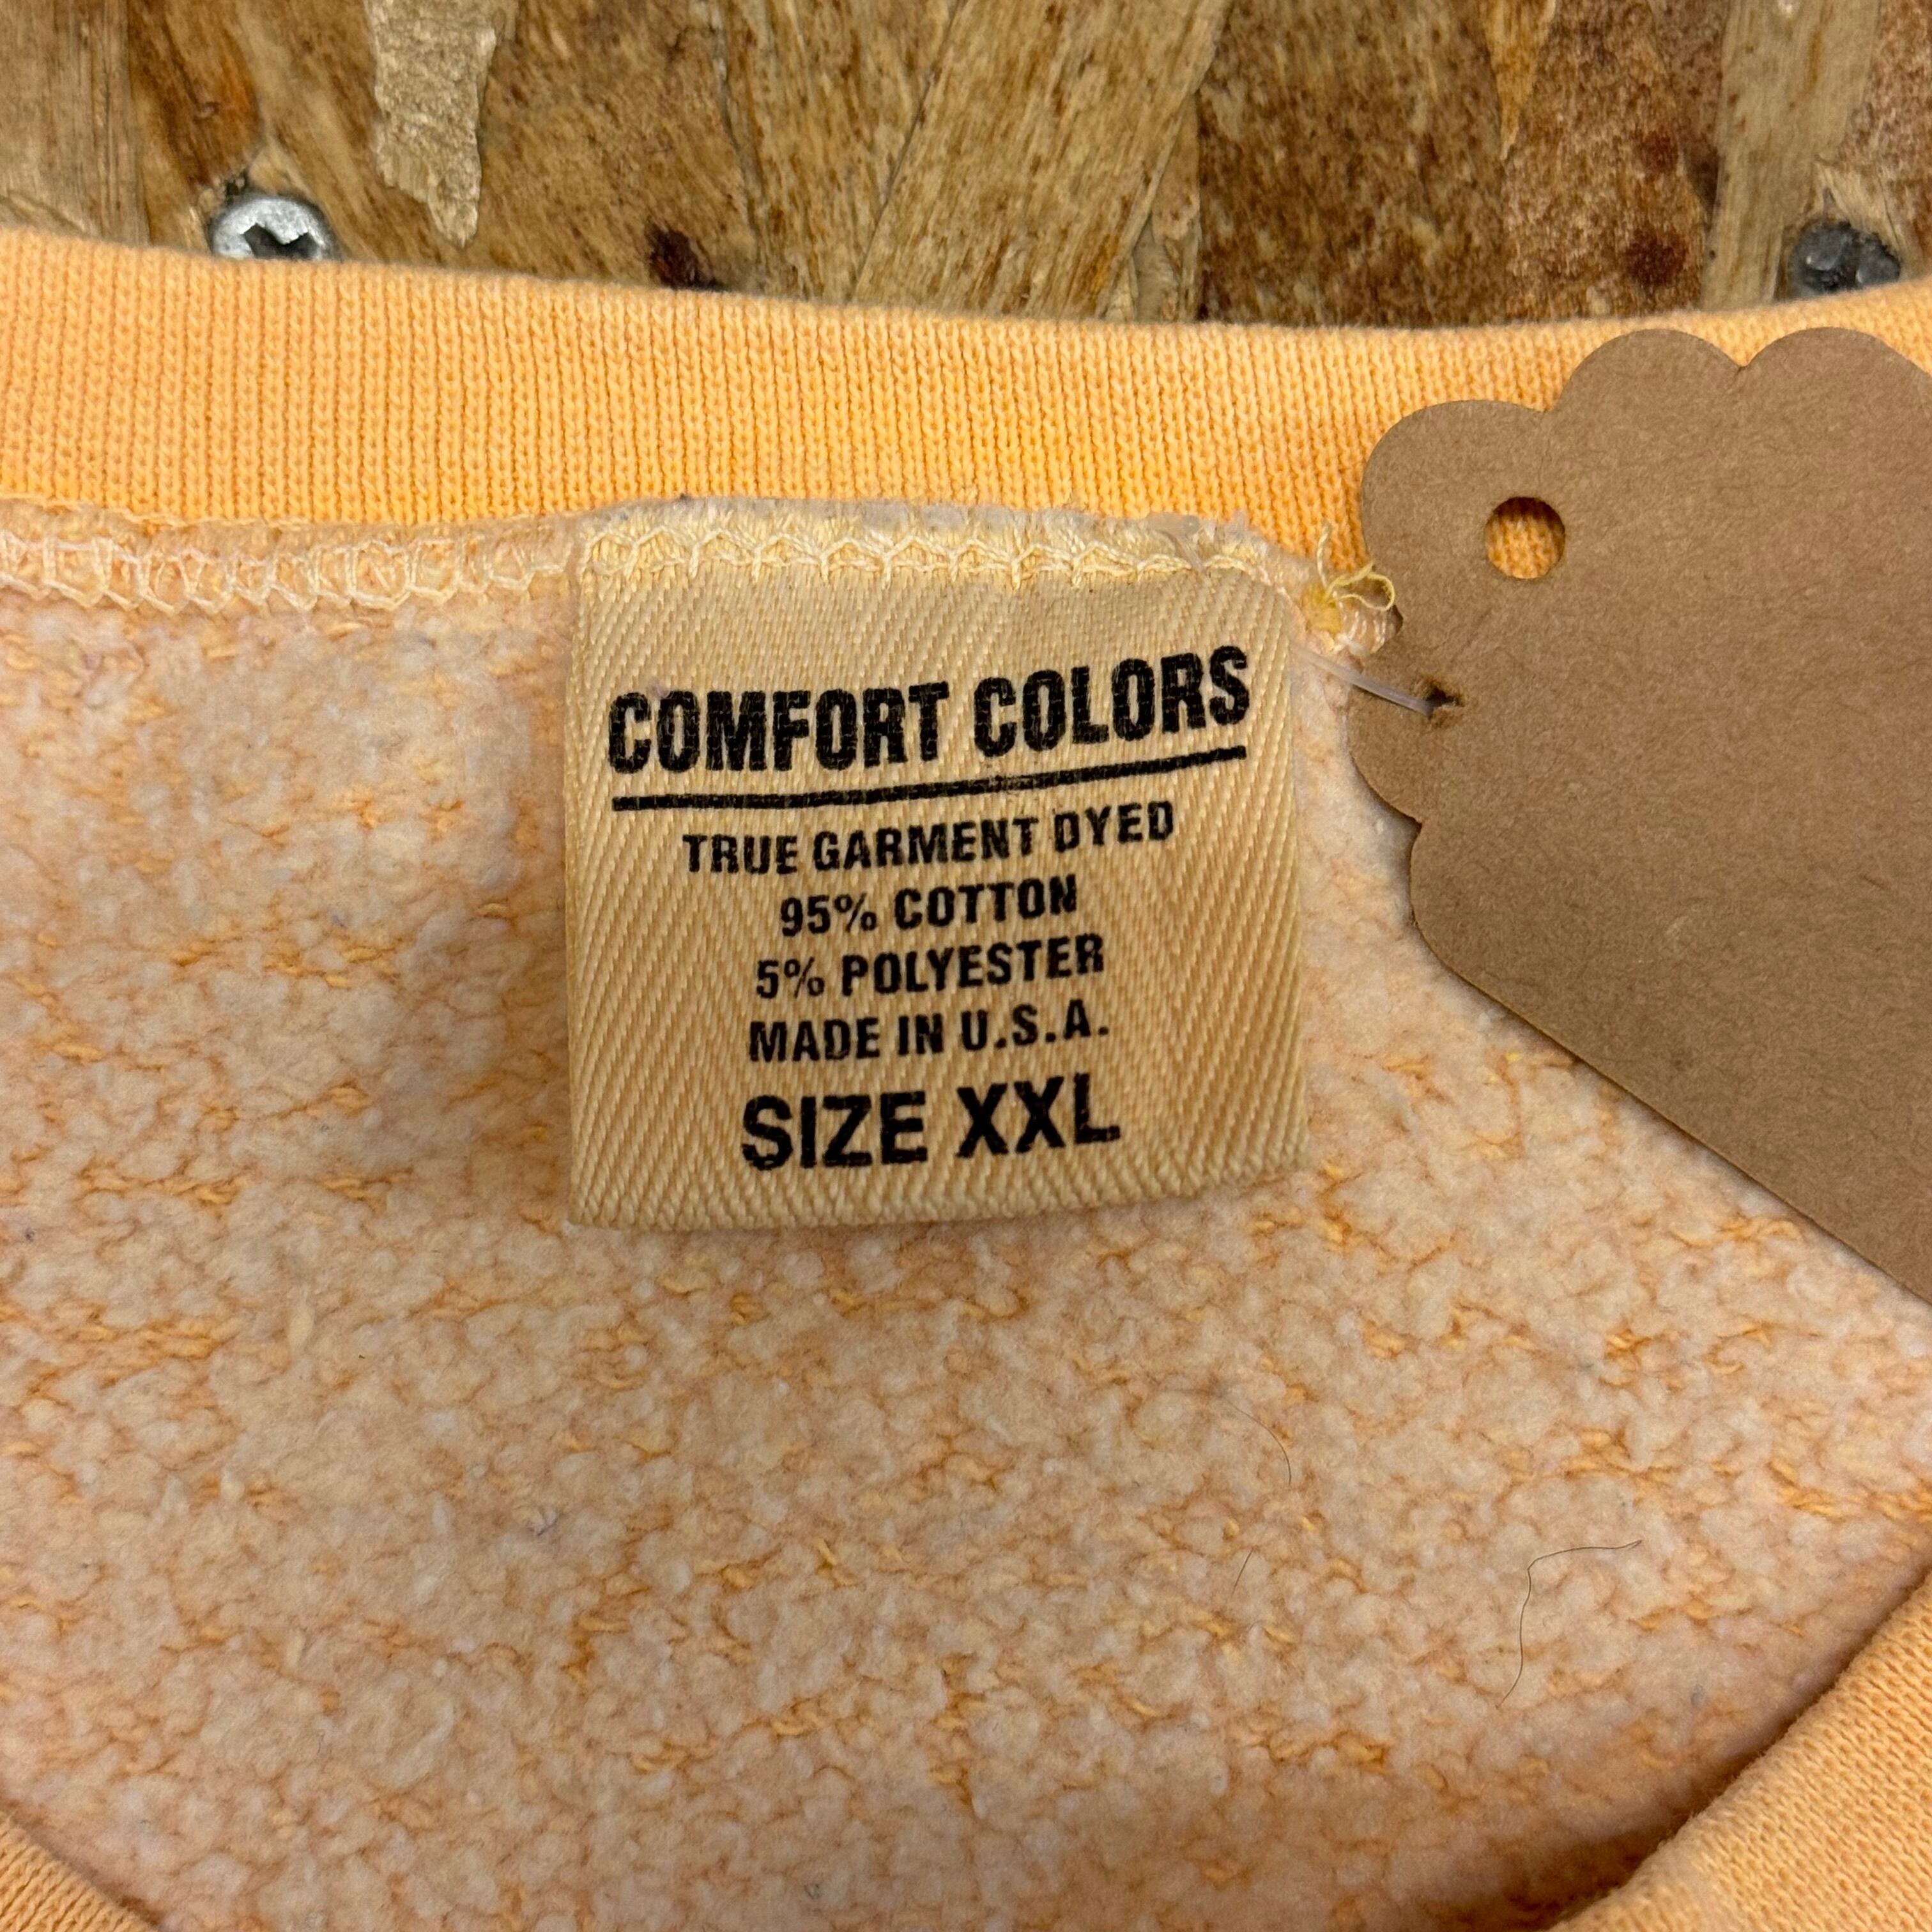 COMFORT COLORS
TRUE GARMENT DYED
95% COTTON
5% POLYESTER
MADE IN U.S.A.
SIZE XXL